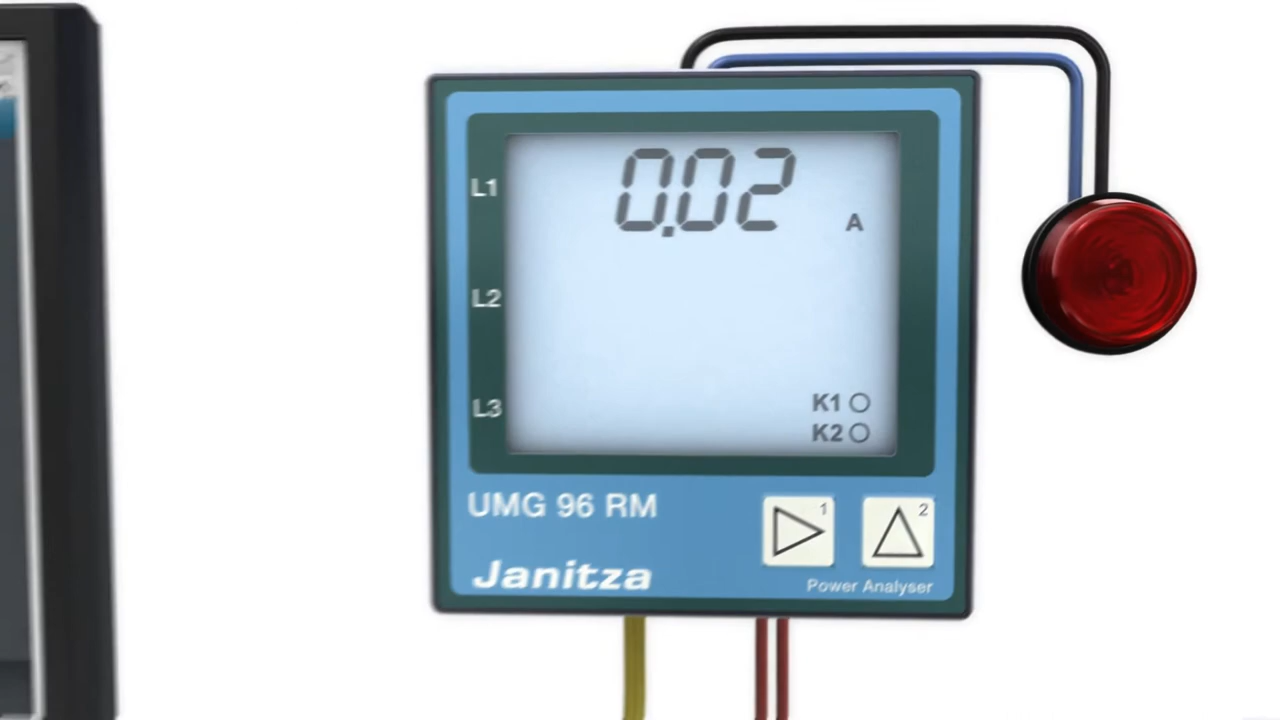 L1
0.02
A
L2
L3
K1
K2
UMG 96 RM
1
2
Janitza
Power Analyser